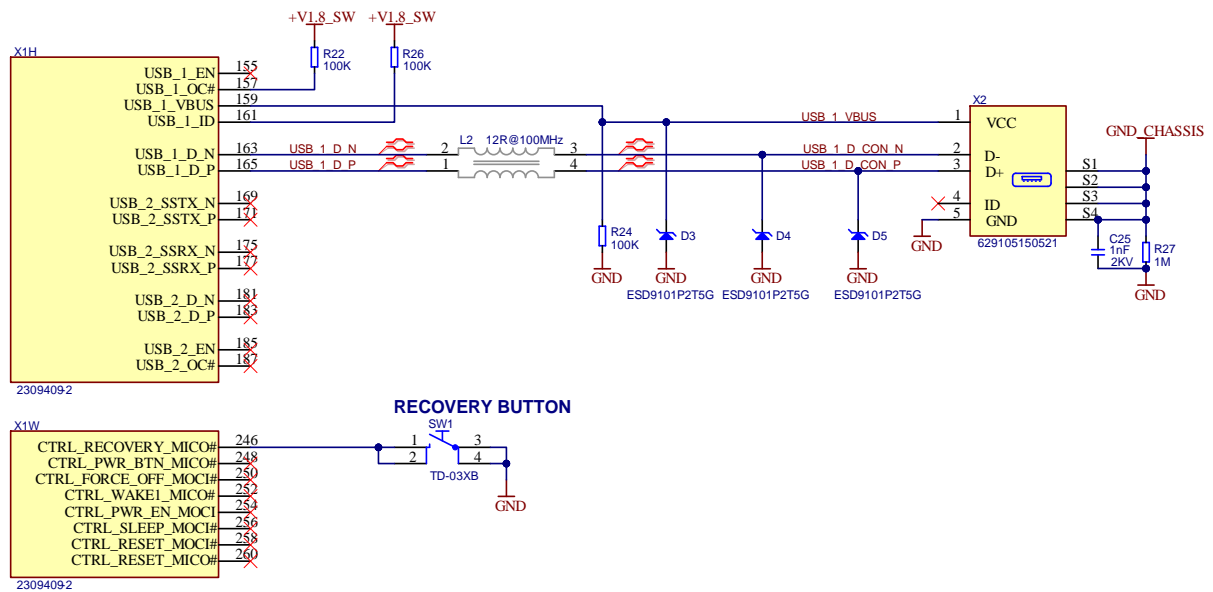 +V1.8_SW +V1.8_SW
X1H
R22
100K
R26
100K
USB_1_EN 155
USB_1_OC# 157
USB_1_VBUS 159
USB_1_ID 161
USB_1_D_N 163
USB_1_D_P 165
USB_2_SSTX_N 169
USB_2_SSTX_P 171
USB_2_SSRX_N 175
USB_2_SSRX_P 177
USB_2_D_N 181
USB_2_D_P 183
USB_2_EN 185
USB_2_OC# 187
2309409-2
USB_1_D_N
USB_1_D_P
L2 12R@100MHz
2 3
1 4
USB_1_VBUS
USB_1_D_CON_N
USB_1_D_CON_P
R24
100K
GND
D3
GND
ESD9101P2T5G
D4
GND
ESD9101P2T5G
D5
GND
ESD9101P2T5G
X2
1 VCC
2 D-
3 D+
4 ID
5 GND
GND
S1
S2
S3
S4
629105150521
GND_CHASSIS
C25
1nF
2KV
R27
1M
GND
X1W
CTRL_RECOVERY_MICO# 246
CTRL_PWR_BTN_MICO# 248
CTRL_FORCE_OFF_MOCI# 250
CTRL_WAKE1_MICO# 252
CTRL_PWR_EN_MOCI 254
CTRL_SLEEP_MOCI# 256
CTRL_RESET_MOCI# 258
CTRL_RESET_MICO# 260
2309409-2
RECOVERY BUTTON
SW1
1 3
2 4
TD-03XB
GND